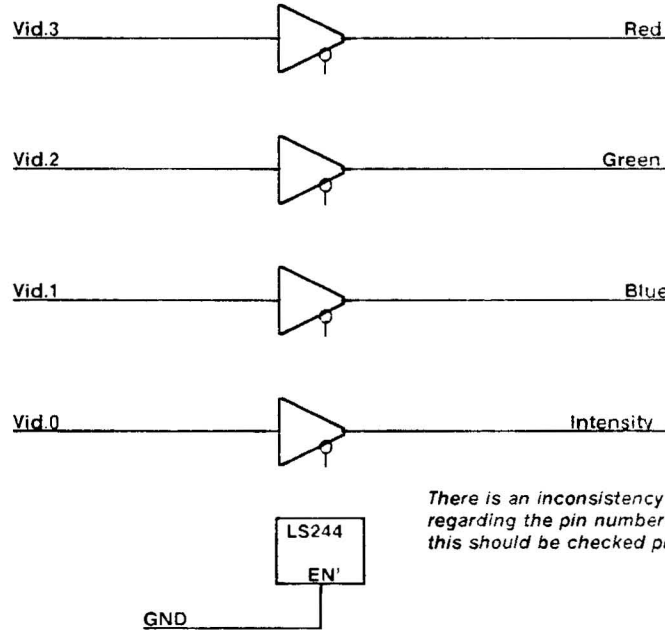 Vid.3 Red
Vid.2 Green
Vid.1 Blue
Vid.0 Intensity
There is an inconsistency
regarding the pin number
this should be checked
LS244
EN'
GND